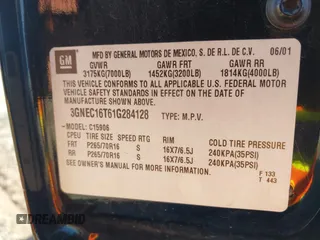 GM
MFD BY GENERAL MOTORS DE MEXICO, S. DE R.L. DE C.V. 06/01
GVWR GAWR FRT GAWR RR
3175KG(7000LB) 1452KG(3200LB) 1814KG(4000LB)
THIS VEHICLE CONFORMS TO ALL APPLICABLE U.S. FEDERAL MOTOR
VEHICLE SAFETY STANDARDS IN EFFECT ON THE DATE OF
MANUFACTURE SHOWN ABOVE.
3GNEC16T61G284128 TYPE: M.P.V.
MODEL: C15906
CPEU TIRE SIZE SPEED RTG RIM COLD TIRE PRESSURE
FRT P265/70R16 S 16X7/6.5J 240KPA(35PSI)
RR P265/70R16 S 16X7/6.5J 240KPA(35PSI)
SEE OWNER'S MANUAL FOR MORE INFORMATION
F 133
T 443
DREAMBID